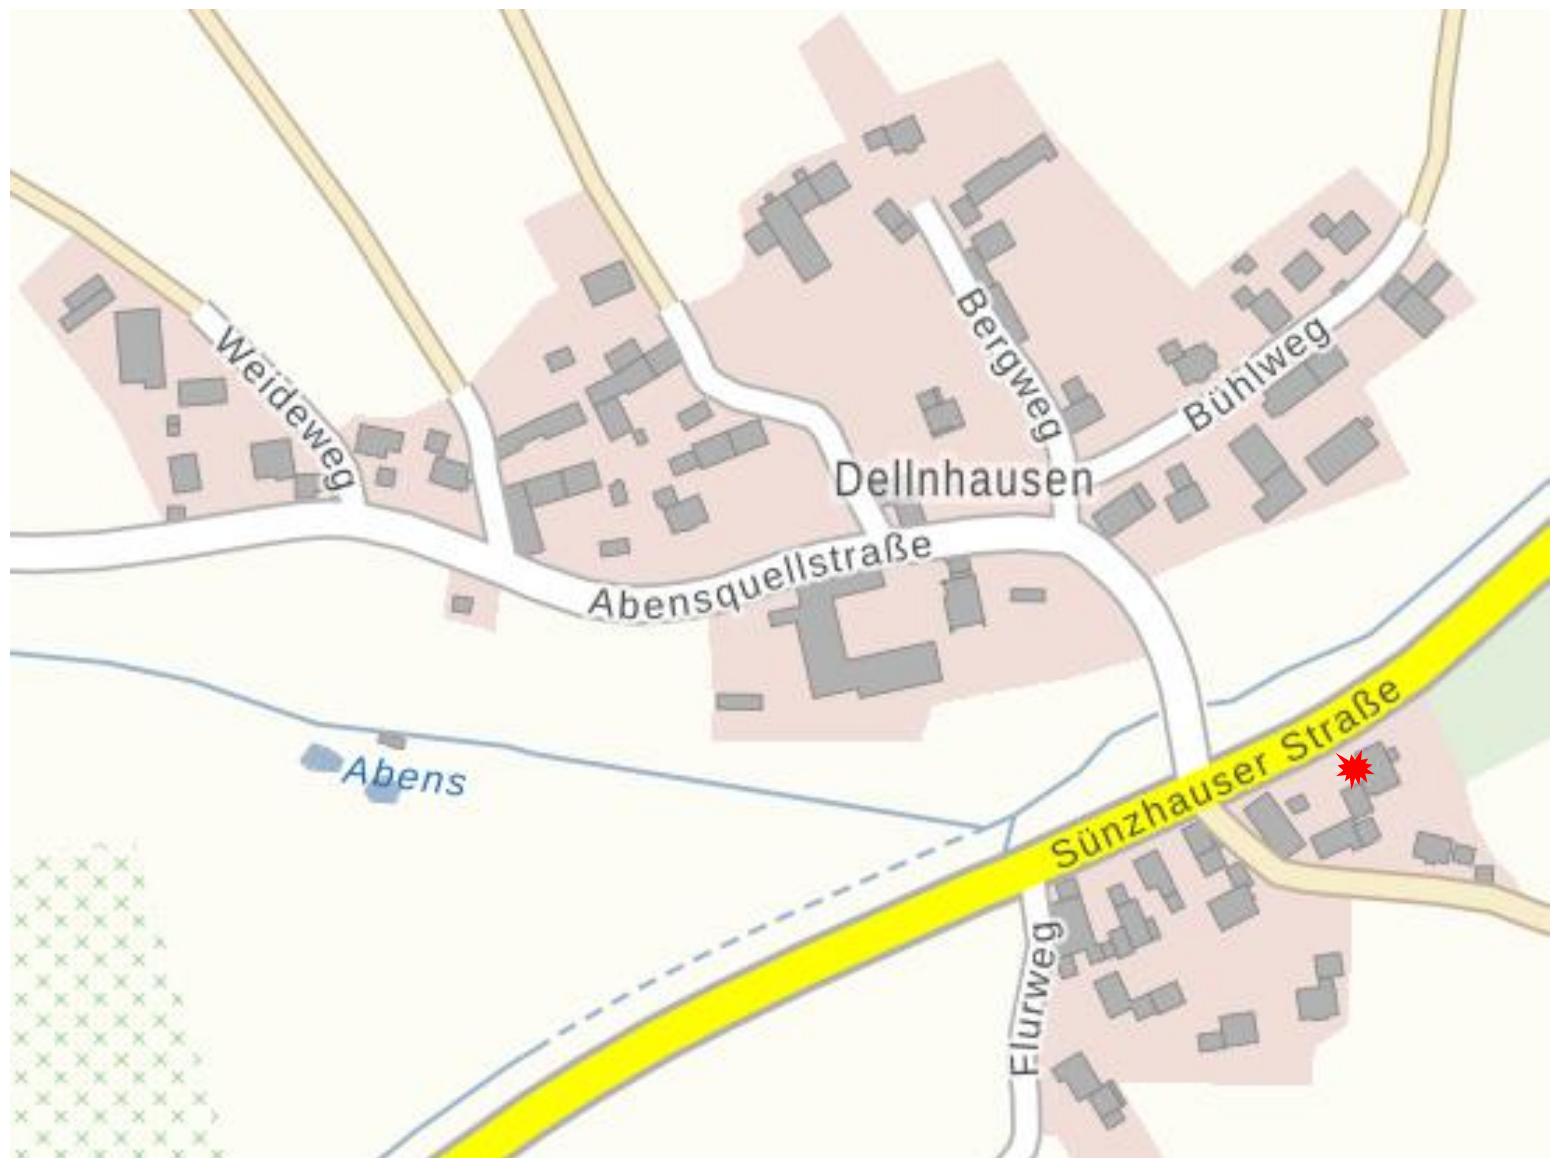 Weideweg
Bergweg
Bühlweg
Dellnhausen
Abensquellstraße
Abens
Sünzhauser Straße
Flurweg